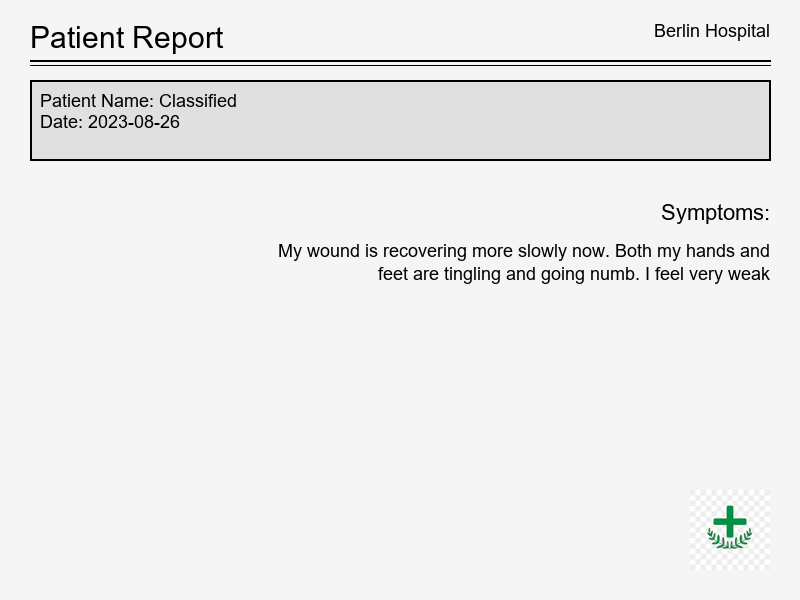 Patient Report
Berlin Hospital
Patient Name: Classified
Date: 2023-08-26
Symptoms:
My wound is recovering more slowly now. Both my hands and
feet are tingling and going numb. I feel very weak